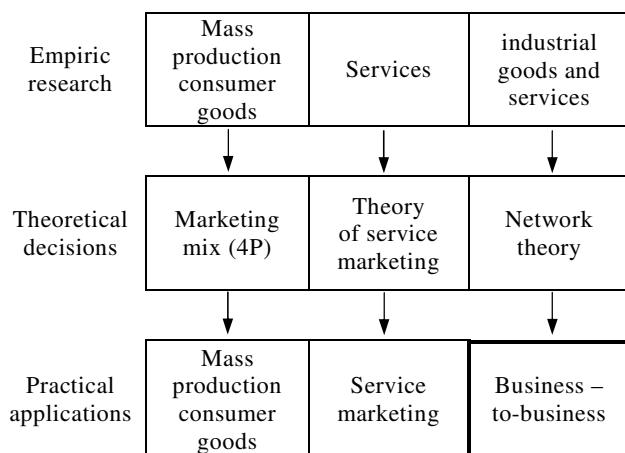 Empiric
research
Mass
production
consumer
goods
Services
industrial
goods and
services
Theoretical
decisions
Marketing
mix (4P)
Theory
of service
marketing
Network
theory
Practical
applications
Mass
production
consumer
goods
Service
marketing
Business –
to-business